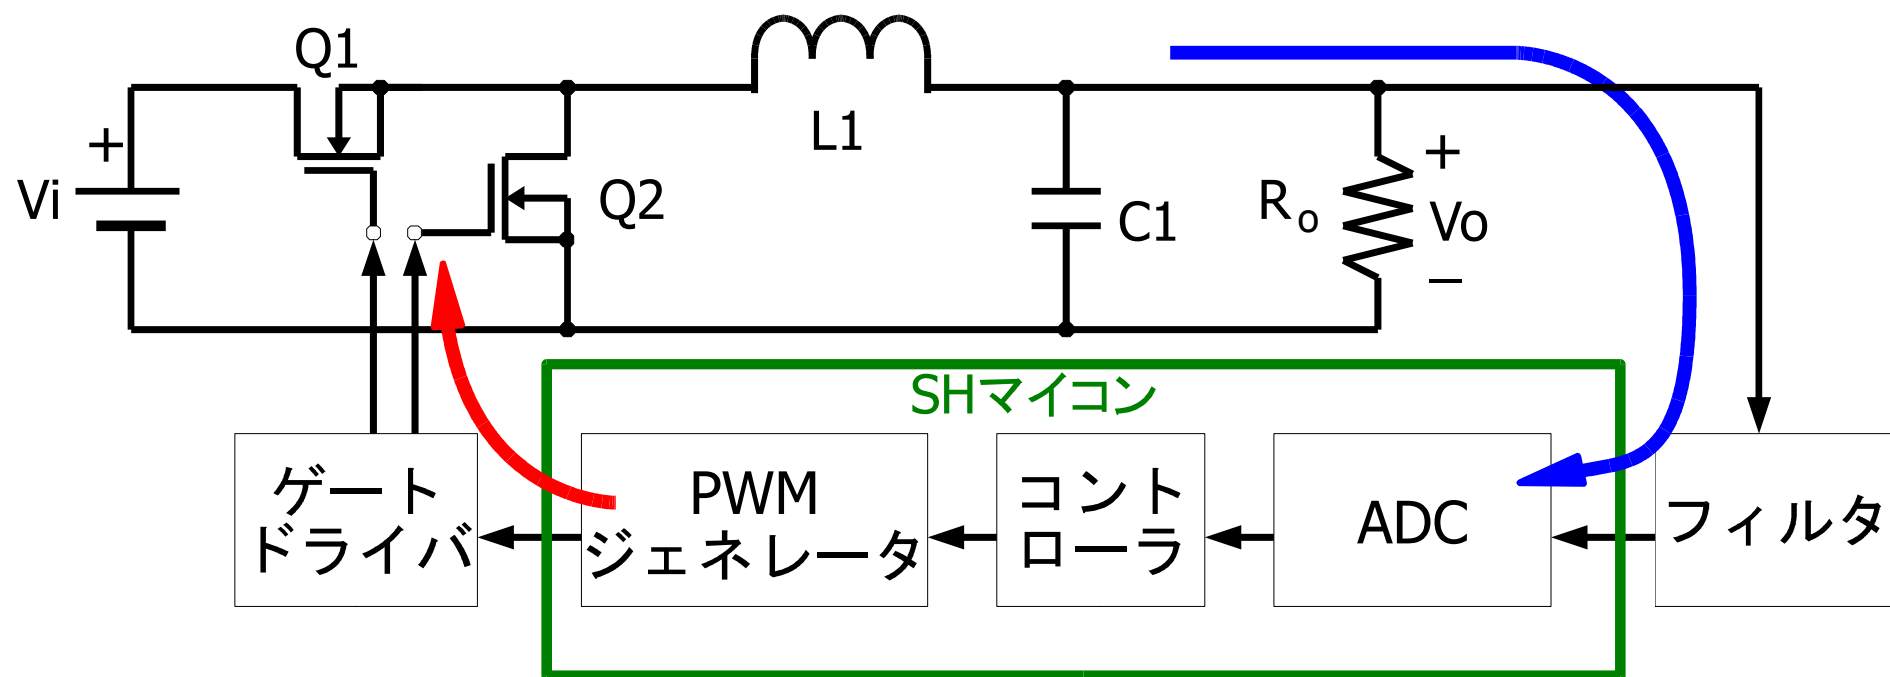 Q1
+
Vi
Q2
L1
C1
Ro
+
Vo
−
SHマイコン
ゲート
ドライバ
PWM
ジェネレータ
コント
ローラ
ADC
フィルタ